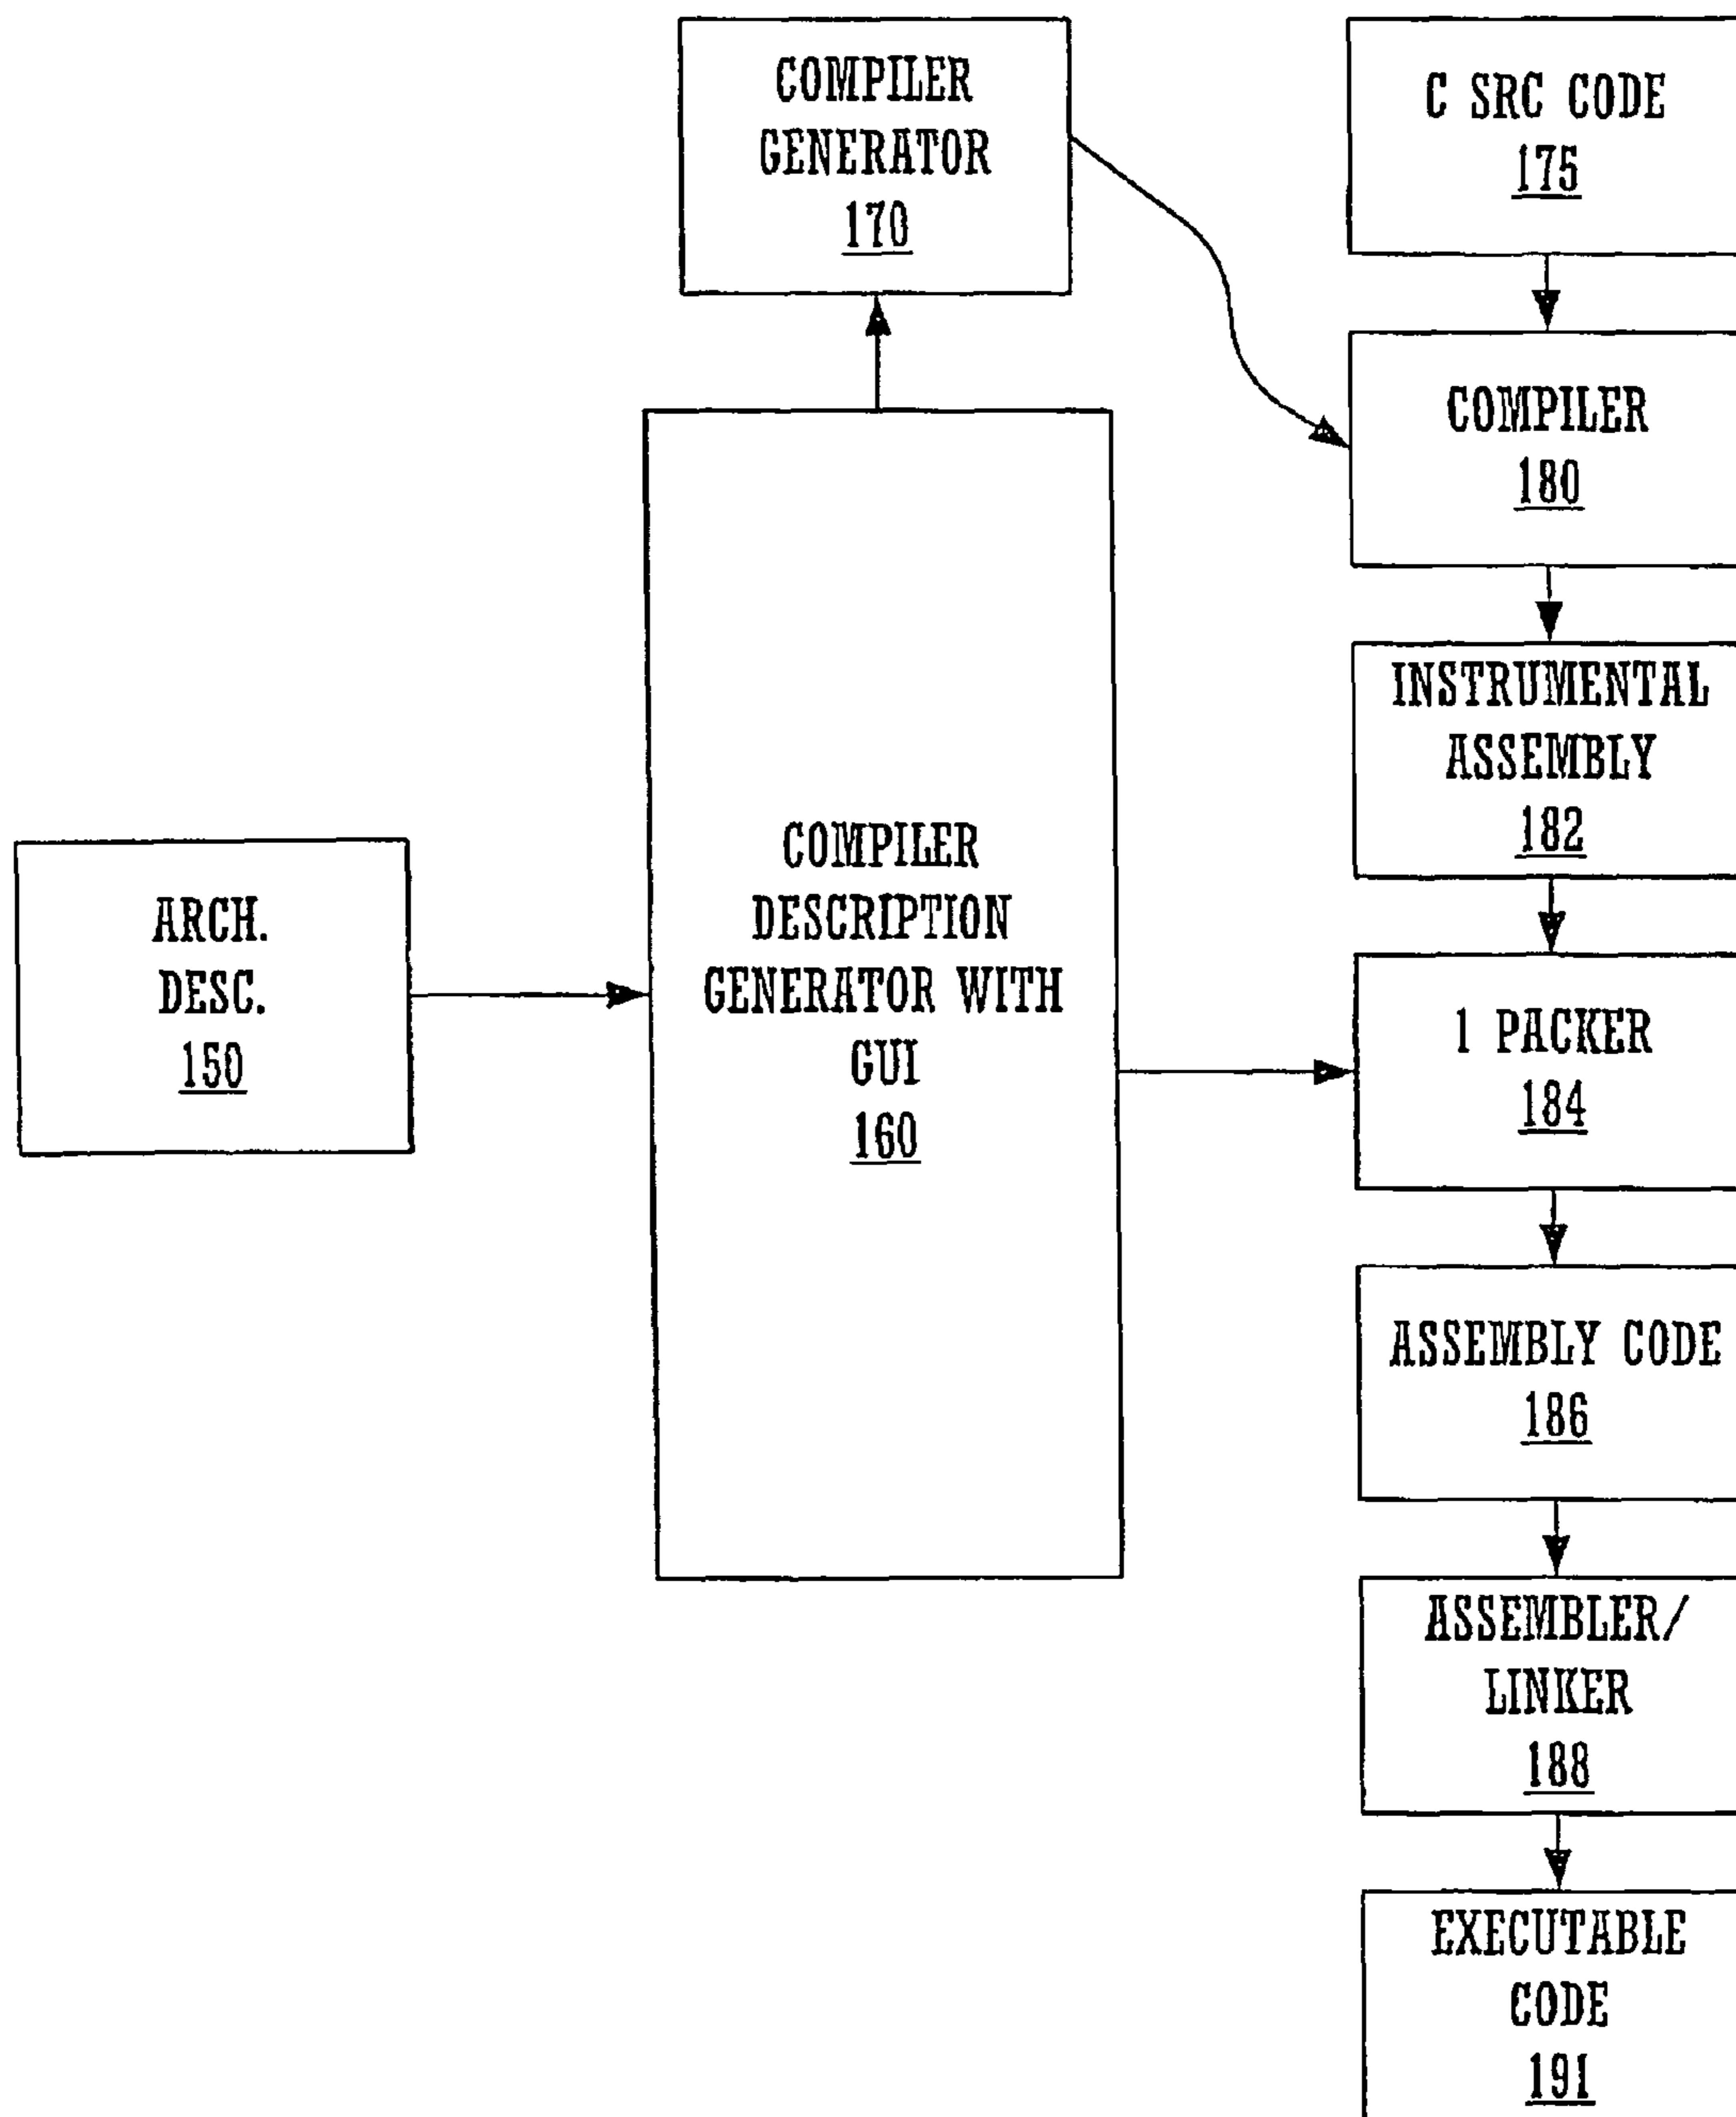 COMPILER
GENERATOR
170
C SRC CODE
175
COMPILER
180
INSTRUMENTAL
ASSEMBLY
182
ARCH.
DESC.
150
COMPILER
DESCRIPTION
GENERATOR WITH
GUI
160
1 PACKER
184
ASSEMBLY CODE
186
ASSEMBLER/
LINKER
188
EXECUTABLE
CODE
191